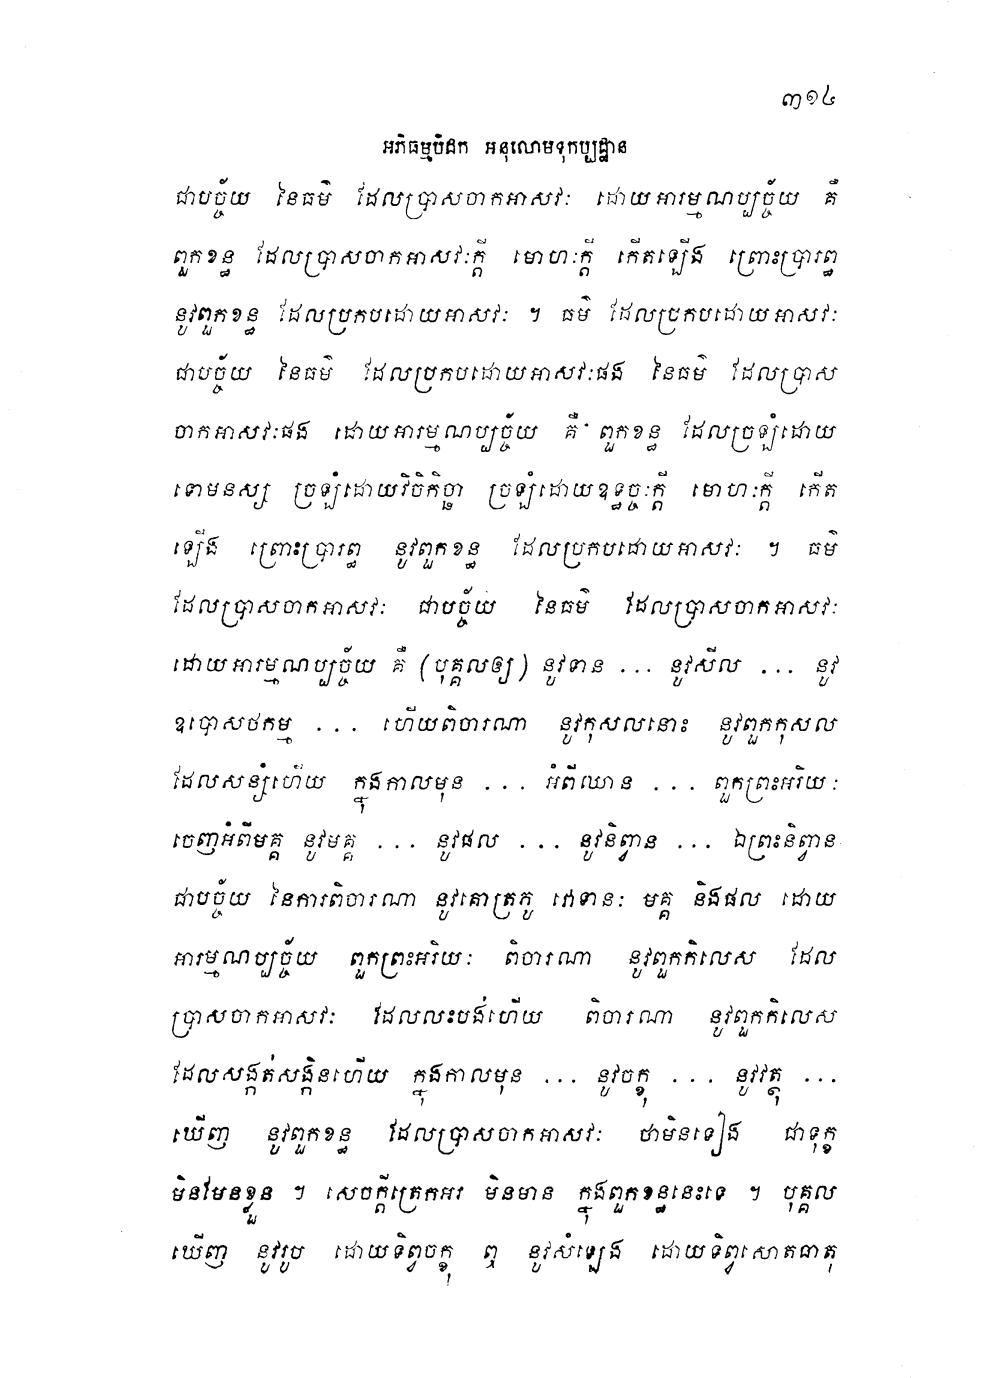 ៣១៤
អភិធម្មបិដក អនុលោមទុកប្បដ្ឋាន
ជាបច្ច័យ នៃធម៌ ដែលប្រាសចាកអាសវៈ ដោយអារម្មណប្បច្ច័យ គឺ
ពួកខន្ធ ដែលប្រាសចាកអាសវៈក្តី មោហៈក្តី កើតឡើង ព្រោះប្រារព្ធ
នូវពួកខន្ធ ដែលប្រកបដោយអាសវៈ ។ ធម៌ ដែលប្រកបដោយអាសវៈ
ជាបច្ច័យ នៃធម៌ ដែលប្រកបដោយអាសវៈផង នៃធម៌ ដែលប្រាស
ចាកអាសវៈផង ដោយអារម្មណប្បច្ច័យ គឺ ពួកខន្ធ ដែលច្រឡំដោយ
ទោមនស្ស ច្រឡំដោយវិចិកិច្ឆា ច្រឡំដោយឧទ្ធច្ចៈក្តី មោហៈក្តី កើត
ឡើង ព្រោះប្រារព្ធ នូវពួកខន្ធ ដែលប្រកបដោយអាសវៈ ។ ធម៌
ដែលប្រាសចាកអាសវៈ ជាបច្ច័យ នៃធម៌ ដែលប្រាសចាកអាសវៈ
ដោយអារម្មណប្បច្ច័យ គឺ (បុគ្គលឲ្យ) នូវទាន ... នូវសីល ... នូវ
ឧបោសថកម្ម ... ហើយពិចារណា នូវកុសលនោះ នូវពួកកុសល
ដែលសន្សំហើយ ក្នុងកាលមុន ... អំពីឈាន ... ពួកព្រះអរិយៈ
ចេញអំពីមគ្គ នូវមគ្គ ... នូវផល ... នូវនិព្វាន ... ឯព្រះនិព្វាន
ជាបច្ច័យ នៃការពិចារណា នូវគោត្រភូ វោទានៈ មគ្គ និងផល ដោយ
អារម្មណប្បច្ច័យ ពួកព្រះអរិយៈ ពិចារណា នូវពួកកិលេស ដែល
ប្រាសចាកអាសវៈ ដែលលះបង់ហើយ ពិចារណា នូវពួកកិលេស
ដែលសង្កត់សង្កិនហើយ ក្នុងកាលមុន ... នូវចក្ខុ ... នូវវត្ថុ ...
ឃើញ នូវពួកខន្ធ ដែលប្រាសចាកអាសវៈ ថាមិនទៀង ជាទុក្ខ
មិនមែនខ្លួន ។ សេចក្តីត្រេកអរ មិនមាន ក្នុងពួកខន្ធនេះទេ ។ បុគ្គល
ឃើញ នូវរូប ដោយទិព្វចក្ខុ ឮ នូវសំឡេង ដោយទិព្វសោតធាតុ